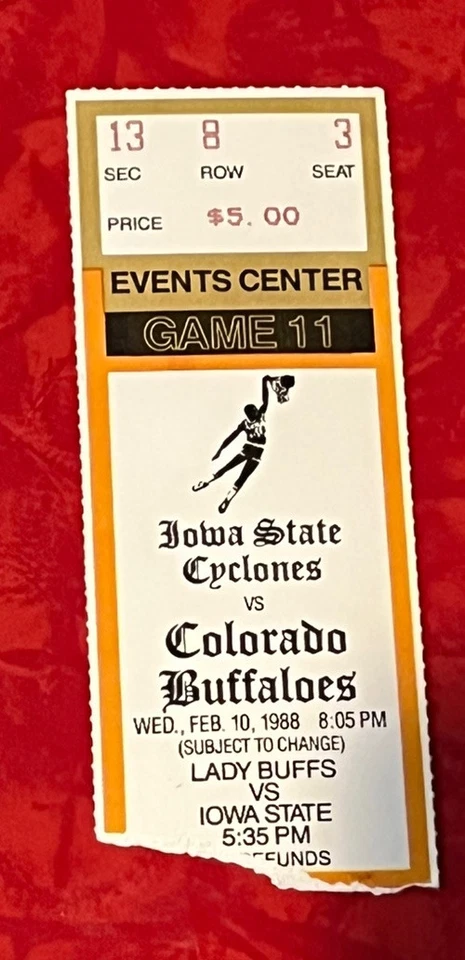 13 8 3
SEC ROW SEAT
PRICE $5.00
EVENTS CENTER
GAME 11
Iowa State
Cyclones
VS
Colorado
Buffaloes
WED., FEB. 10, 1988 8:05 PM
(SUBJECT TO CHANGE)
LADY BUFFS
VS
IOWA STATE
5:35 PM
REFUNDS